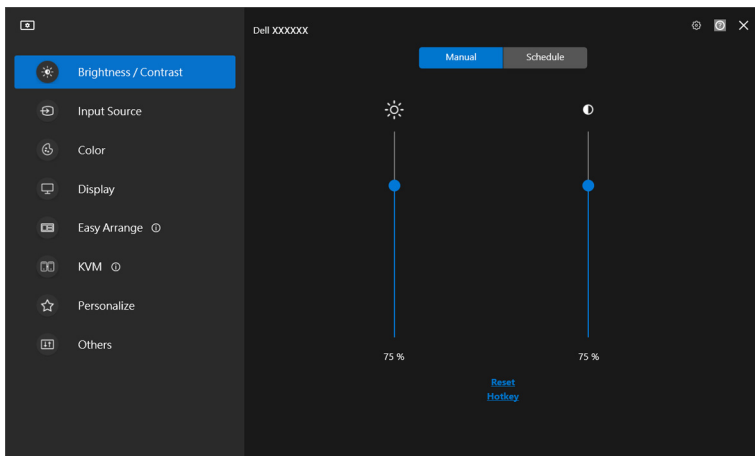 Dell XXXXXX
Manual
Schedule
Brightness / Contrast
Input Source
Color
Display
Easy Arrange
KVM
Personalize
Others
75 %
75 %
Reset
Hotkey